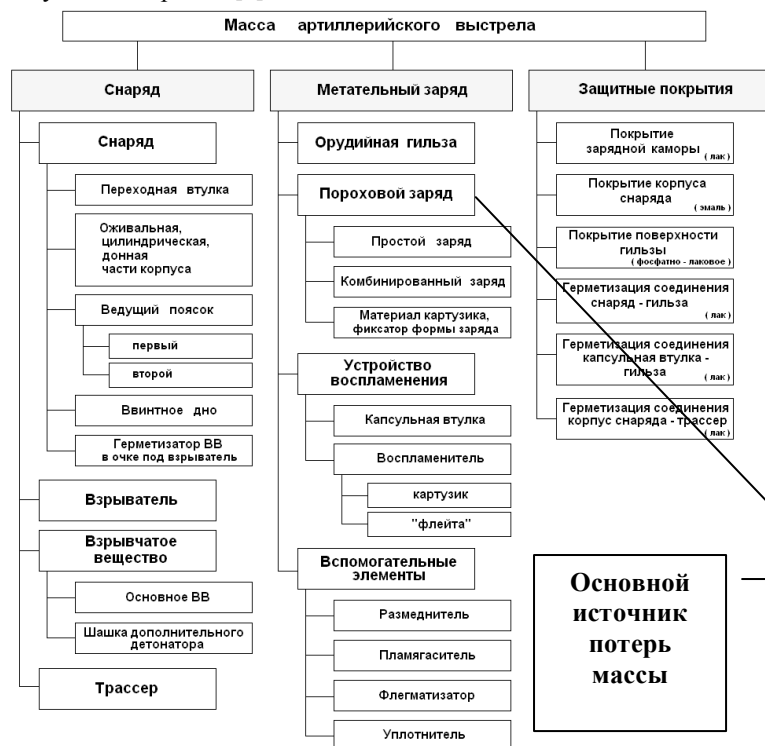 Масса артиллерийского выстрела
Снаряд
Снаряд
Переходная втулка
Оживальная,
цилиндрическая,
донная
части корпуса
Ведущий поясок
первый
второй
Ввинтное дно
Герметизатор ВВ
в очке под взрыватель
Взрыватель
Взрывчатое
вещество
Основное ВВ
Шашка дополнительного
детонатора
Трассер
Метательный заряд
Орудийная гильза
Пороховой заряд
Простой заряд
Комбинированный заряд
Материал картузика,
фиксатор формы заряда
Устройство
воспламенения
Капсульная втулка
Воспламенитель
картузик
"флейта"
Вспомогательные
элементы
Размеднитель
Пламягаситель
Флегматизатор
Уплотнитель
Защитные покрытия
Покрытие
зарядной каморы
( лак )
Покрытие корпуса
снаряда
( эмаль )
Покрытие поверхности
гильзы
( фосфатно - лаковое )
Герметизация соединения
снаряд - гильза
( лак )
Герметизация соединения
капсульная втулка -
гильза
( лак )
Герметизация соединения
корпус снаряда - трассер
( лак )
Основной
источник
потерь
массы